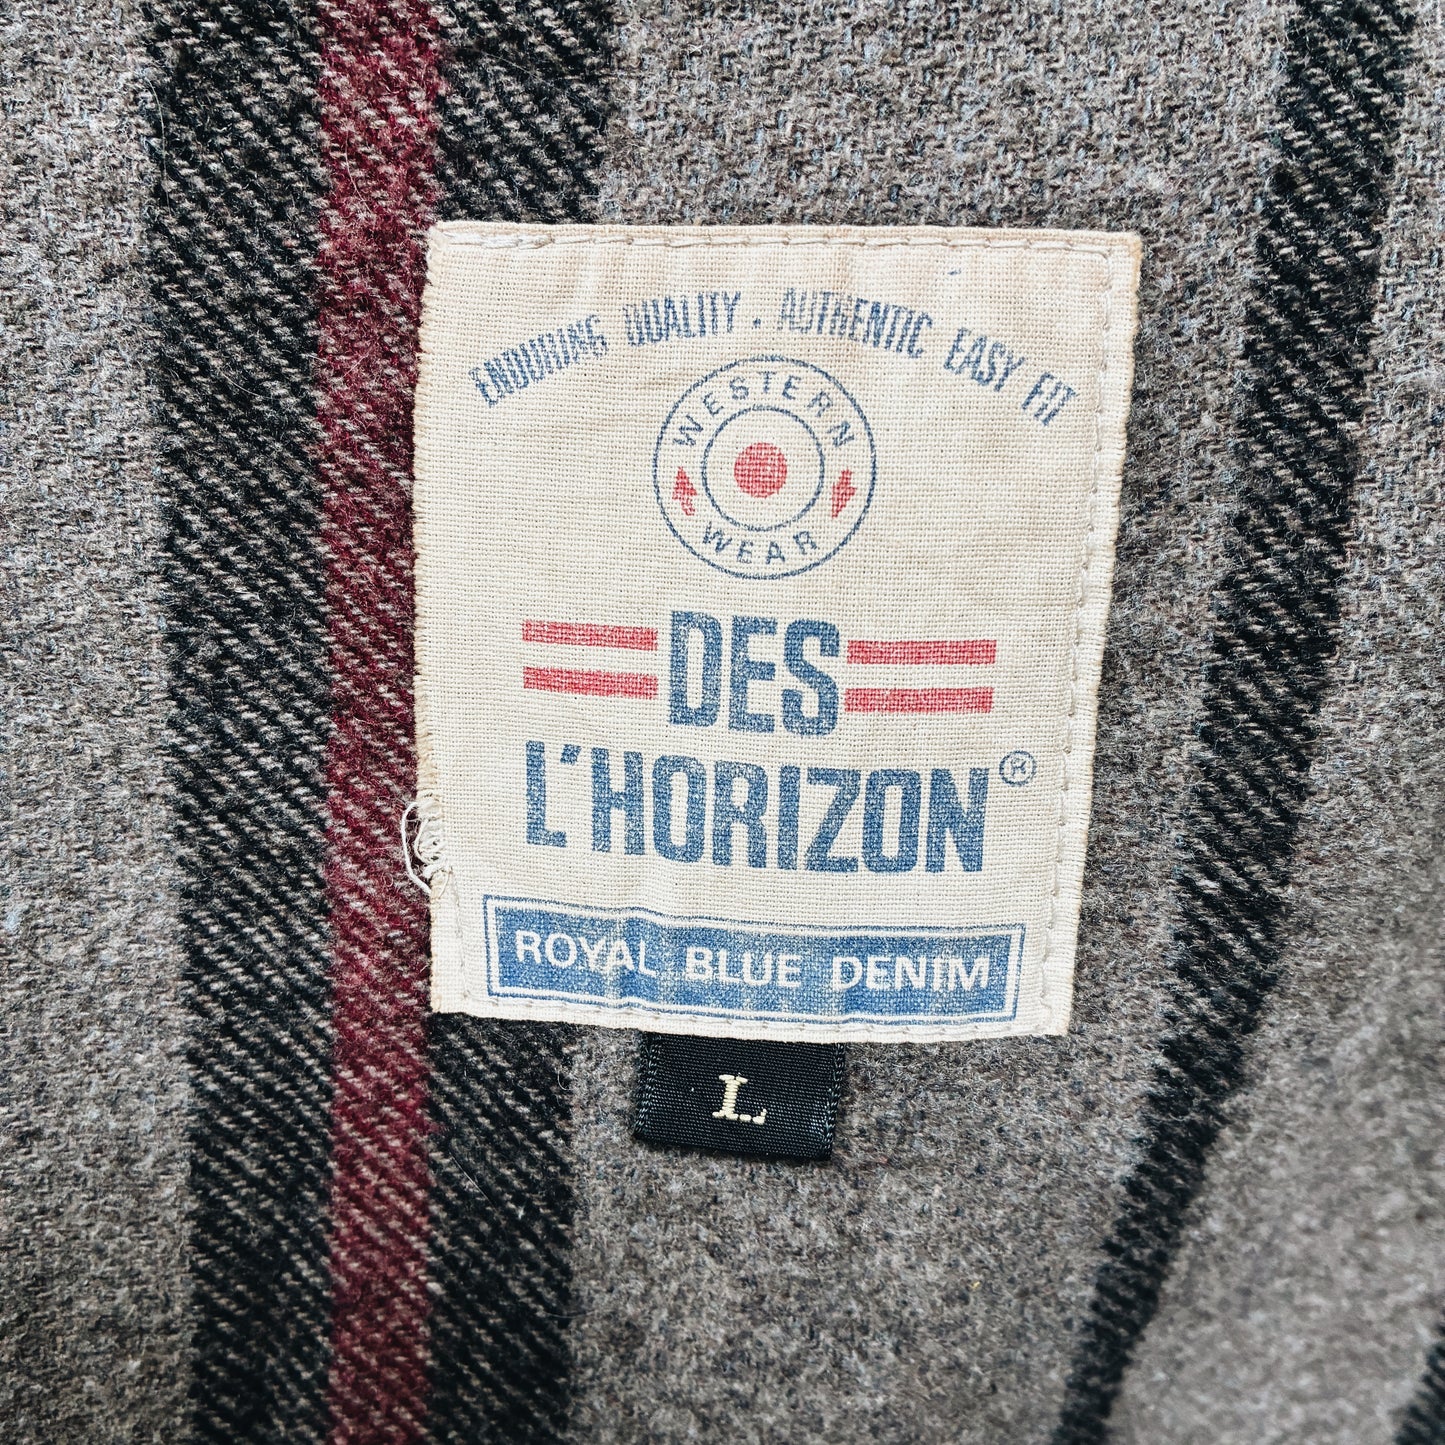 ENDURING QUALITY . AUTHENTIC EASY FIT
WESTERN
WEAR
DES
L'HORIZON®
ROYAL BLUE DENIM
L